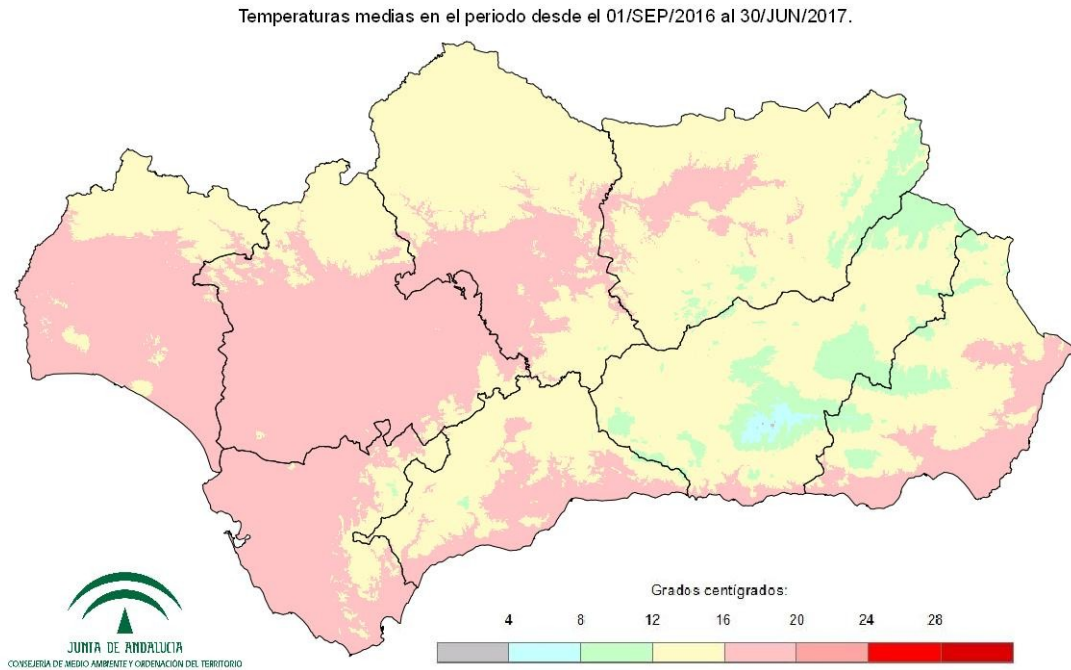 Temperaturas medias en el periodo desde el 01/SEP/2016 al 30/JUN/2017.
Grados centígrados:
4 8 12 16 20 24 28
JUNTA DE ANDALUCIA
CONSEJERIA DE MEDIO AMBIENTE Y ORDENACIÓN DEL TERRITORIO